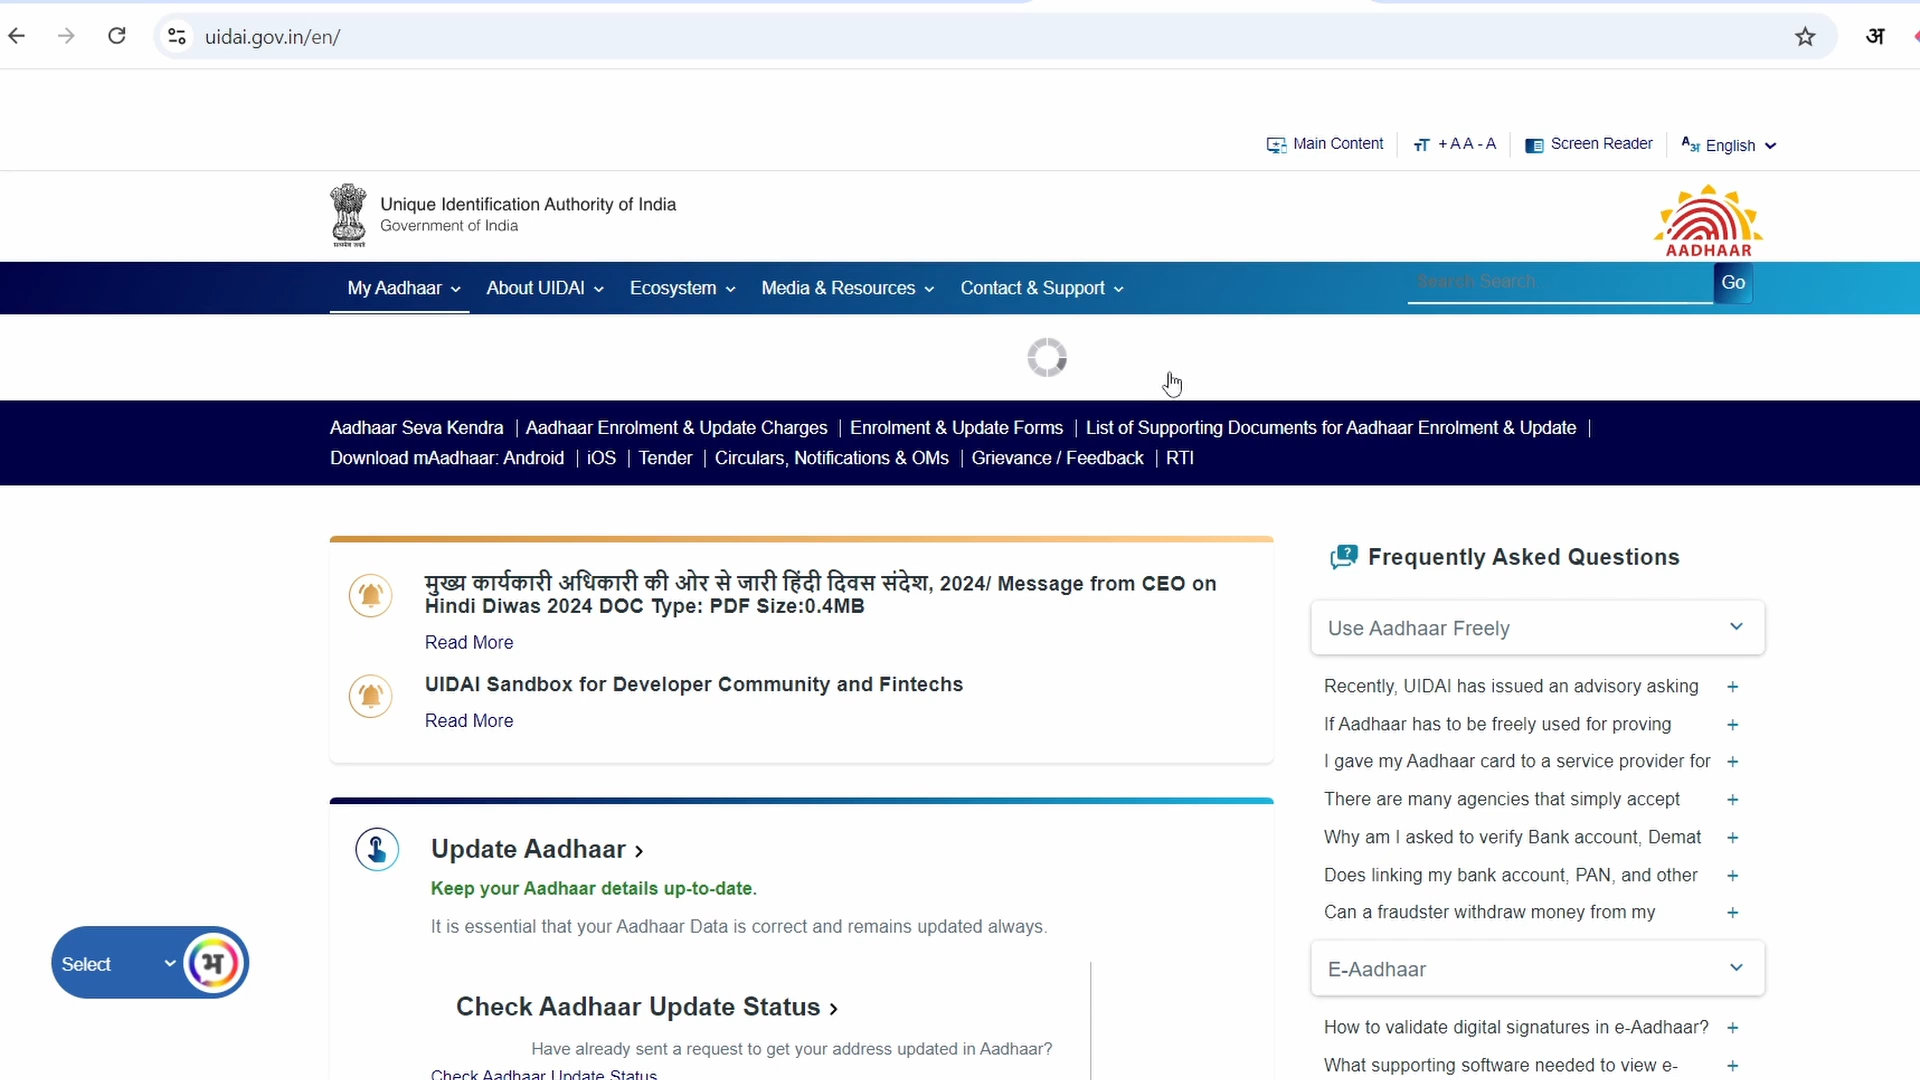 uidai.gov.in/en/
अ
Main Content
+ A A - A
Screen Reader
English
Unique Identification Authority of India
Government of India
AADHAAR
My Aadhaar
About UIDAI
Ecosystem
Media & Resources
Contact & Support
Search Search...
Go
Aadhaar Seva Kendra | Aadhaar Enrolment & Update Charges | Enrolment & Update Forms | List of Supporting Documents for Aadhaar Enrolment & Update |
Download mAadhaar: Android | iOS | Tender | Circulars, Notifications & OMs | Grievance / Feedback | RTI
मुख्य कार्यकारी अधिकारी की ओर से जारी हिंदी दिवस संदेश, 2024/ Message from CEO on
Hindi Diwas 2024 DOC Type: PDF Size:0.4MB
Read More
UIDAI Sandbox for Developer Community and Fintechs
Read More
Update Aadhaar >
Keep your Aadhaar details up-to-date.
It is essential that your Aadhaar Data is correct and remains updated always.
Check Aadhaar Update Status >
Have already sent a request to get your address updated in Aadhaar?
Check Aadhaar Update Status
Frequently Asked Questions
Use Aadhaar Freely
Recently, UIDAI has issued an advisory asking +
If Aadhaar has to be freely used for proving +
I gave my Aadhaar card to a service provider for +
There are many agencies that simply accept +
Why am I asked to verify Bank account, Demat +
Does linking my bank account, PAN, and other +
Can a fraudster withdraw money from my +
E-Aadhaar
How to validate digital signatures in e-Aadhaar? +
What supporting software needed to view e- +
Select
भ